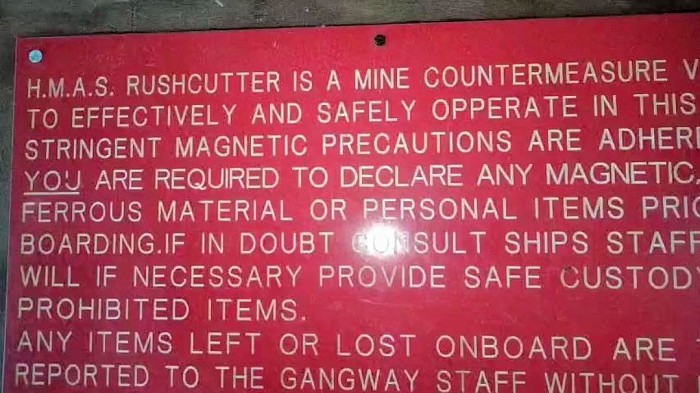 H.M.A.S. RUSHCUTTER IS A MINE COUNTERMEASURE
TO EFFECTIVELY AND SAFELY OPPERATE IN THIS
STRINGENT MAGNETIC PRECAUTIONS ARE
YOU ARE REQUIRED TO DECLARE ANY MAGNETIC,
FERROUS MATERIAL OR PERSONAL ITEMS
BOARDING.IF IN DOUBT CONSULT SHIPS
WILL IF NECESSARY PROVIDE SAFE
PROHIBITED ITEMS.
ANY ITEMS LEFT OR LOST ONBOARD ARE
REPORTED TO THE GANGWAY STAFF WITHOUT